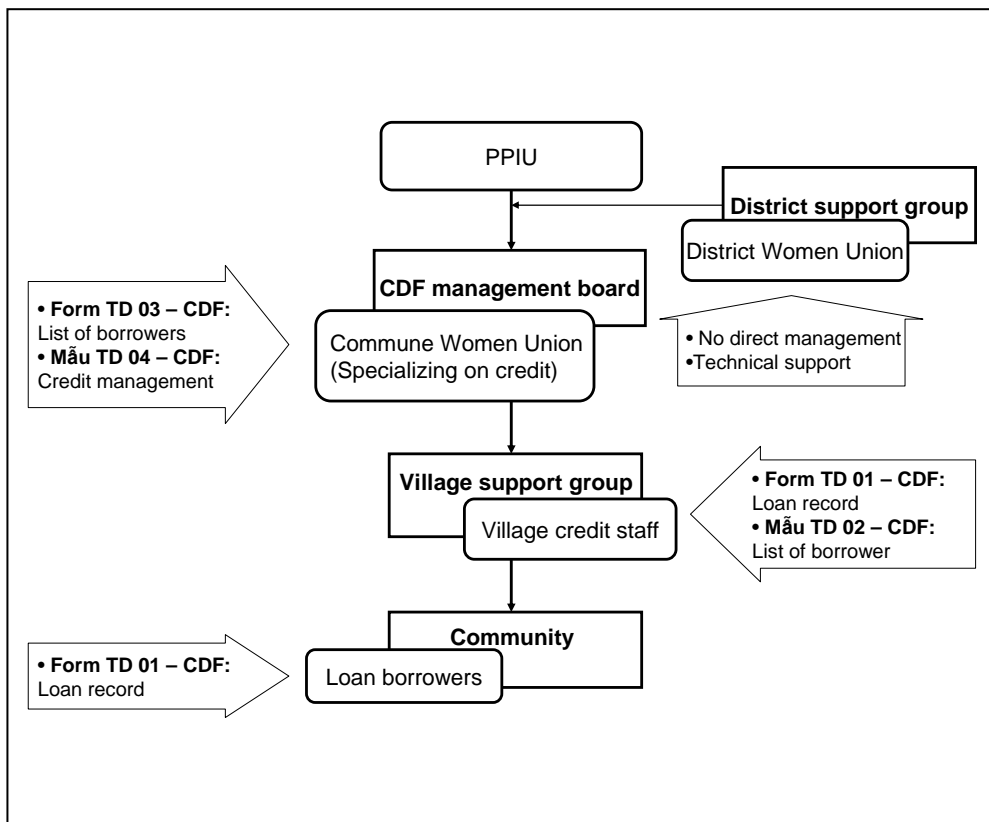 PPIU
District support group
District Women Union
CDF management board
• Form TD 03 – CDF:
List of borrowers
• Mẫu TD 04 – CDF:
Credit management
Commune Women Union
(Specializing on credit)
• No direct management
•Technical support
Village support group
Village credit staff
• Form TD 01 – CDF:
Loan record
• Mẫu TD 02 – CDF:
List of borrower
Community
• Form TD 01 – CDF:
Loan record
Loan borrowers